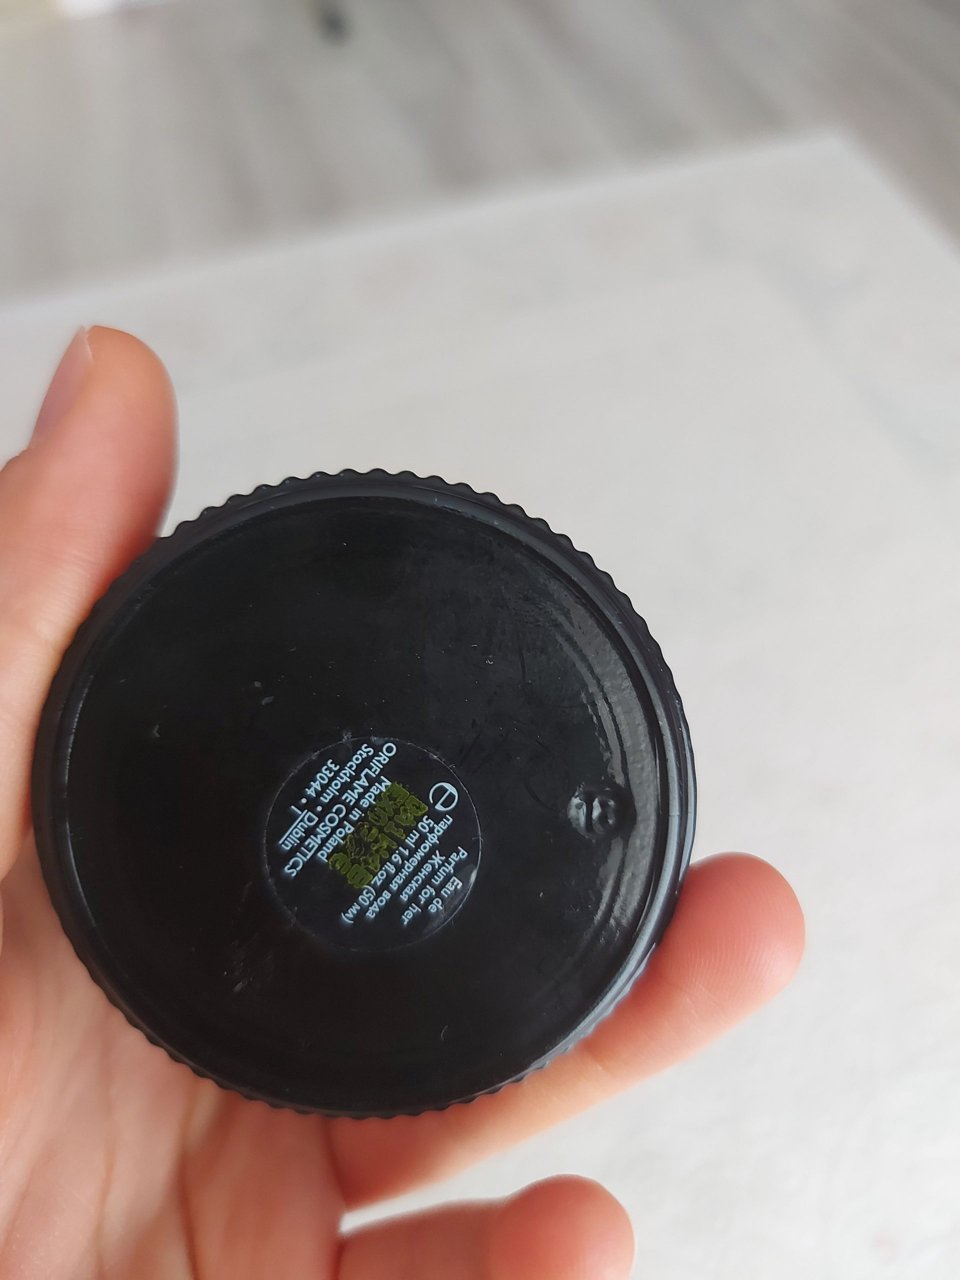 Eau de
Parfum for her
Женская
парфюмерная вода
50 ml 1.6 fl.oz (50 мл)
Made in Poland
ORIFLAME COSMETICS
Stockholm • Dublin
33044 • 1